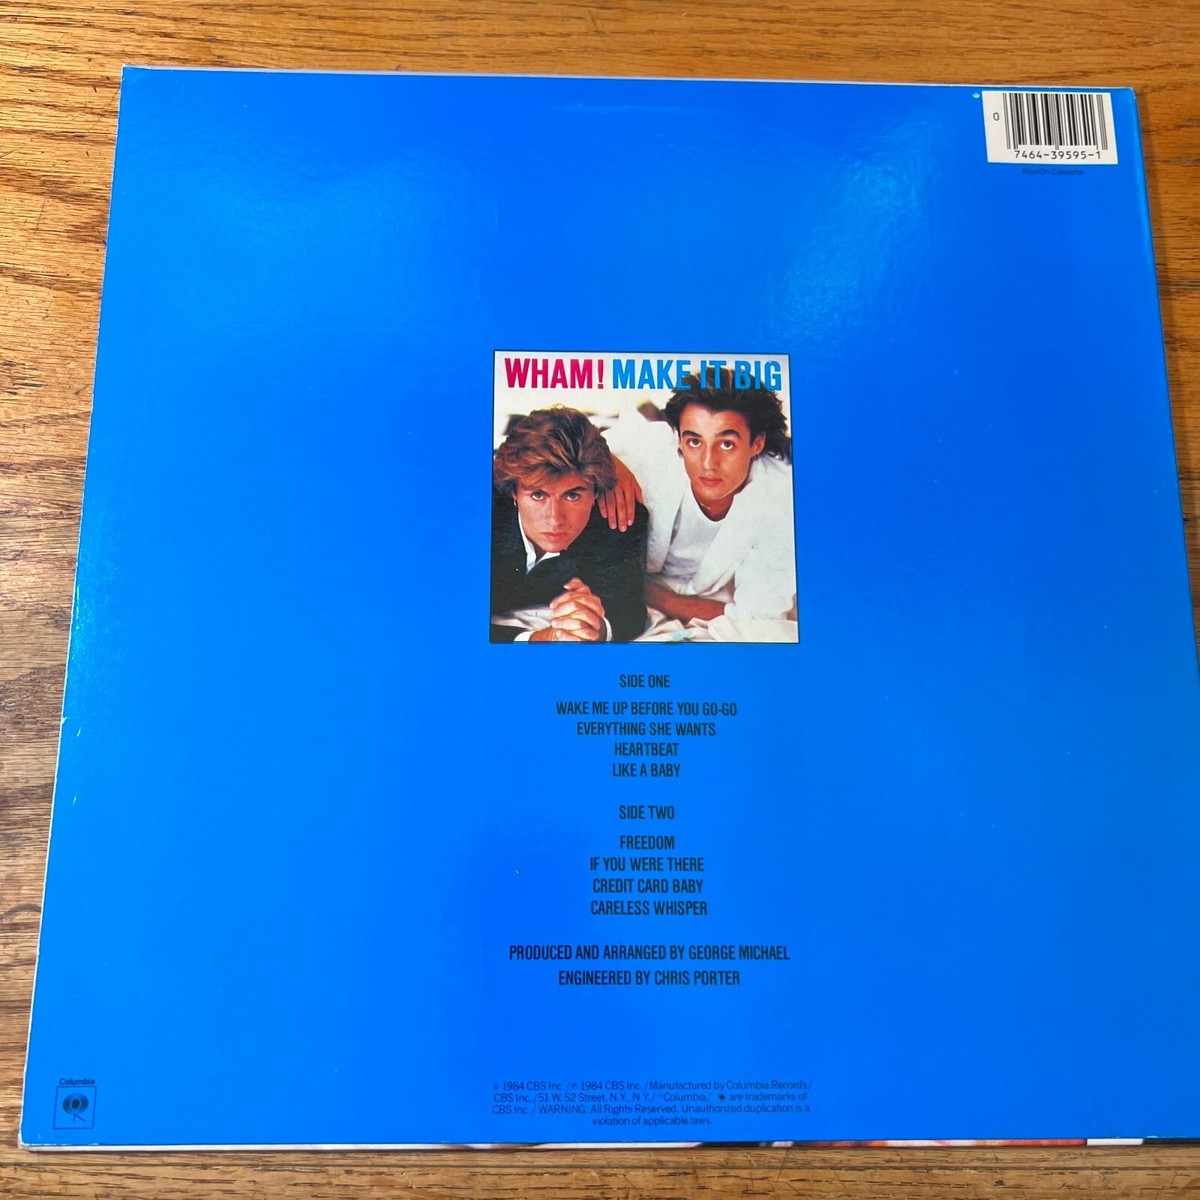 0
7464-39595-1
Also On Cassette
WHAM! MAKE IT BIG
SIDE ONE
WAKE ME UP BEFORE YOU GO-GO
EVERYTHING SHE WANTS
HEARTBEAT
LIKE A BABY
SIDE TWO
FREEDOM
IF YOU WERE THERE
CREDIT CARD BABY
CARELESS WHISPER
PRODUCED AND ARRANGED BY GEORGE MICHAEL
ENGINEERED BY CHRIS PORTER
Columbia
© 1984 CBS Inc. / ℗ 1984 CBS Inc. / Manufactured by Columbia Records /
CBS Inc. / 51 W. 52 Street, N.Y., N.Y. / "Columbia," are trademarks of
CBS Inc. / WARNING: All Rights Reserved. Unauthorized duplication is a
violation of applicable laws.